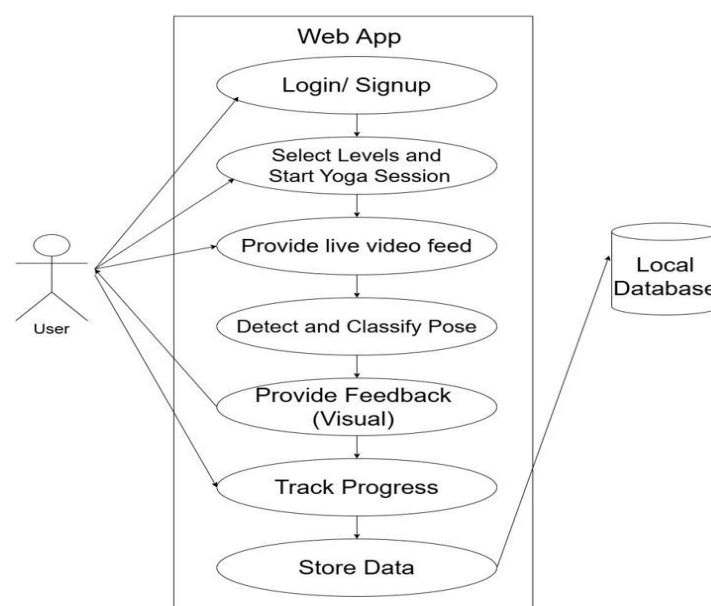 Web App
Login/ Signup
Select Levels and
Start Yoga Session
Provide live video feed
Detect and Classify Pose
Provide Feedback
(Visual)
Track Progress
Store Data
User
Local
Database